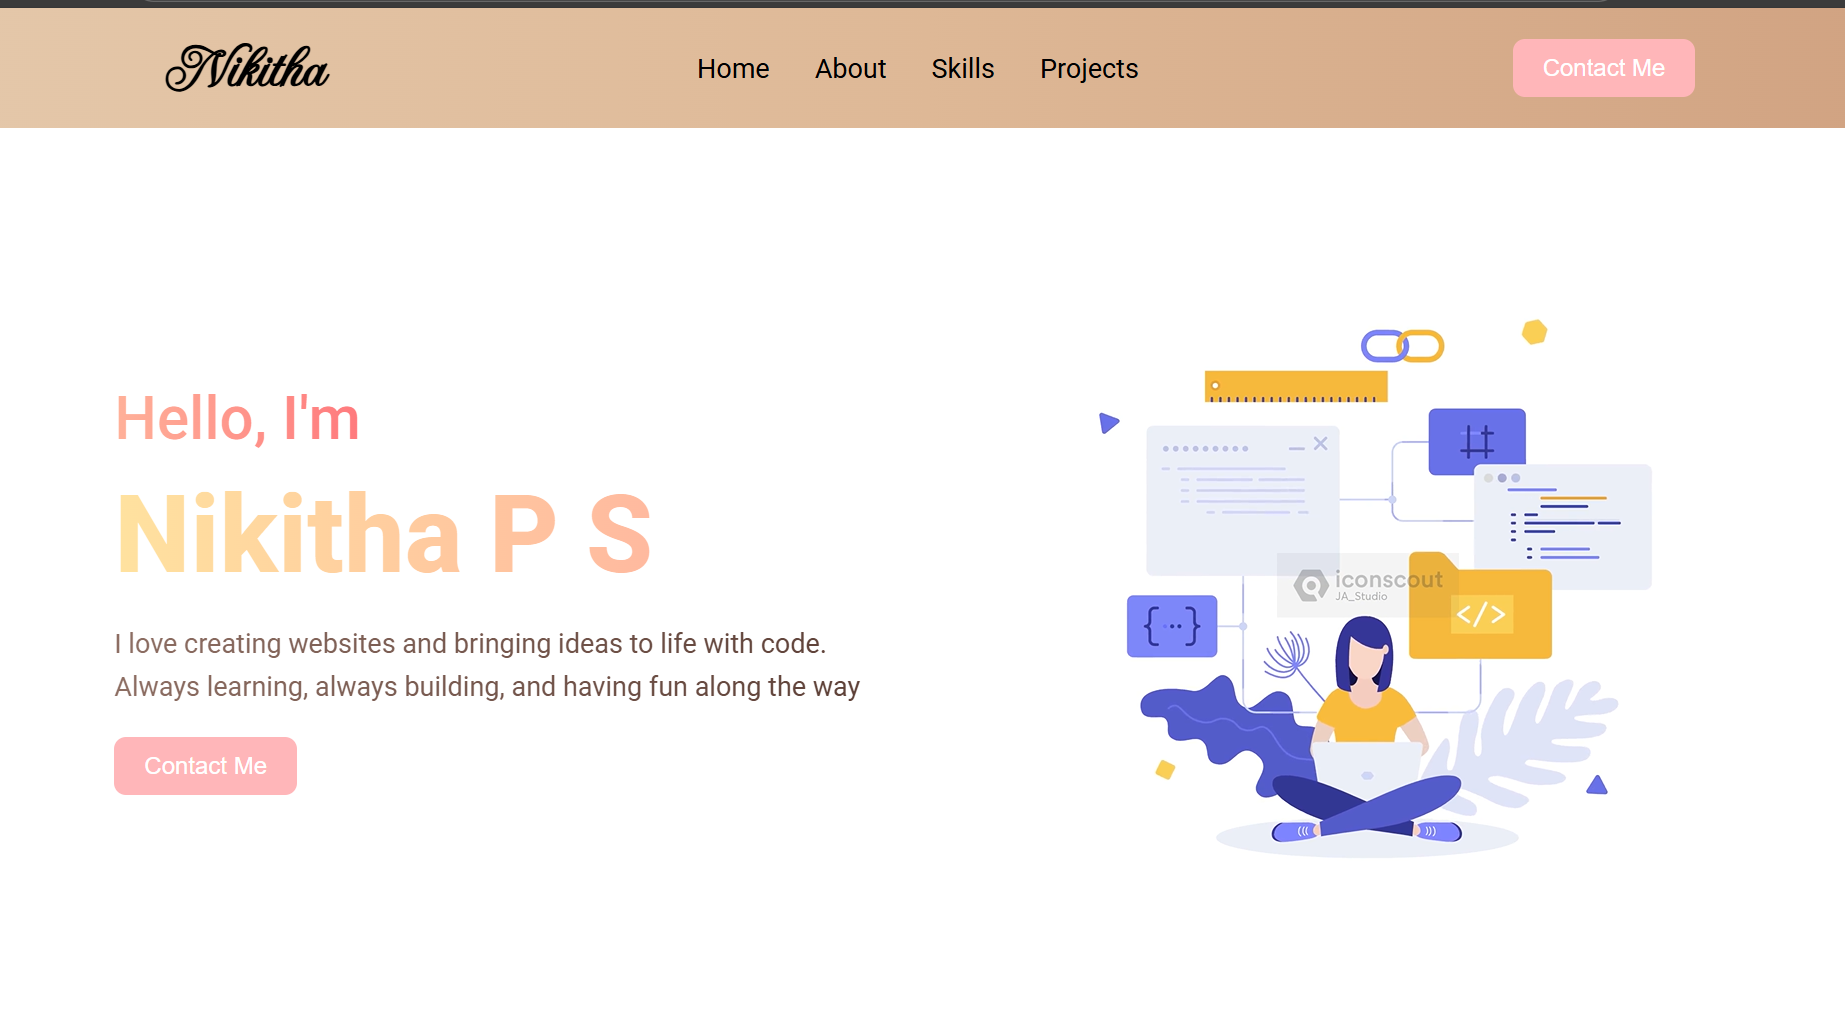 Nikitha
Home About Skills Projects
Contact Me
Hello, I'm
Nikitha P S
I love creating websites and bringing ideas to life with code.
Always learning, always building, and having fun along the way
Contact Me
iconscout
JA_Studio
{...}
</>